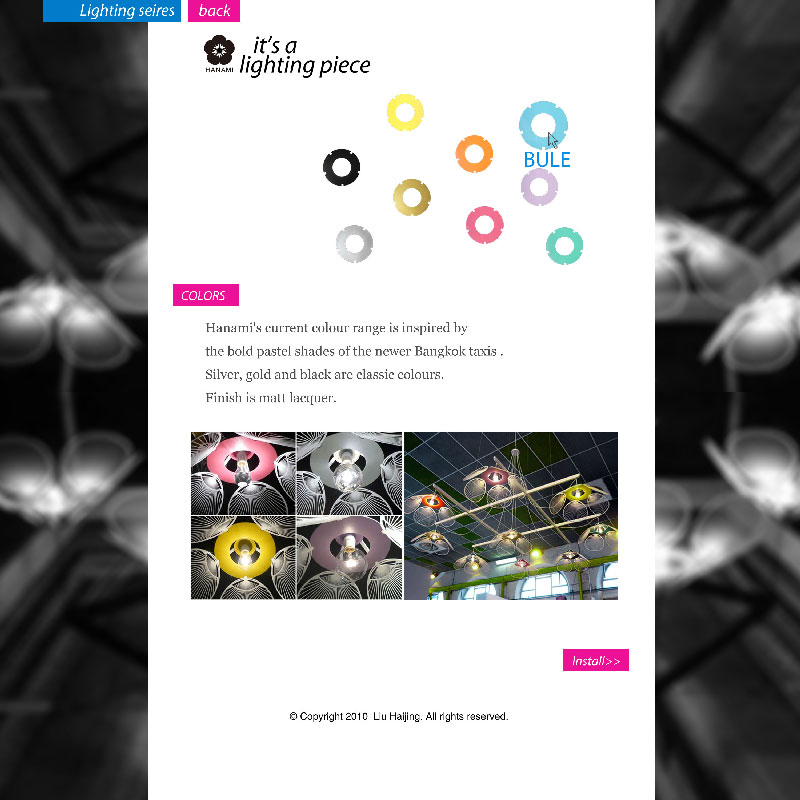 Lighting seires
back
HANAMI
it's a
lighting piece
BULE
COLORS
Hanami's current colour range is inspired by
the bold pastel shades of the newer Bangkok taxis .
Silver, gold and black are classic colours.
Finish is matt lacquer.
Install>>
© Copyright 2010 Liu Haijing. All rights reserved.